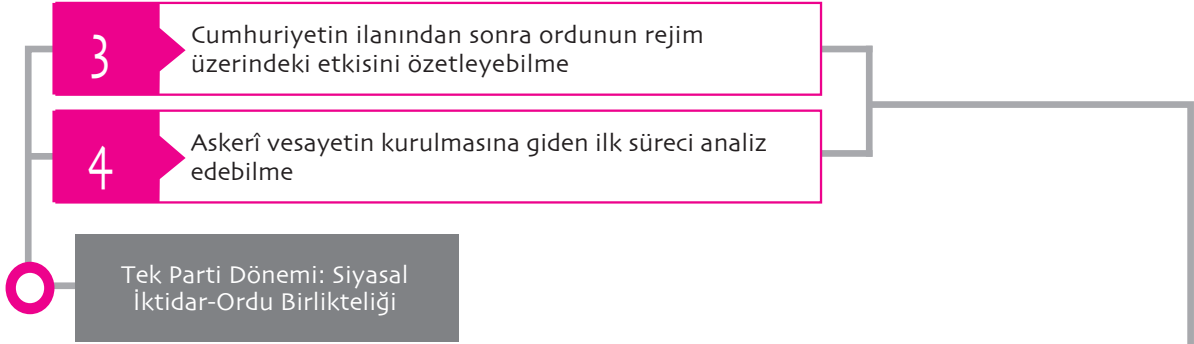 3
Cumhuriyetin ilanından sonra ordunun rejim
üzerindeki etkisini özetleyebilme
4
Askerî vesayetin kurulmasına giden ilk süreci analiz
edebilme
Tek Parti Dönemi: Siyasal
İktidar-Ordu Birlikteliği